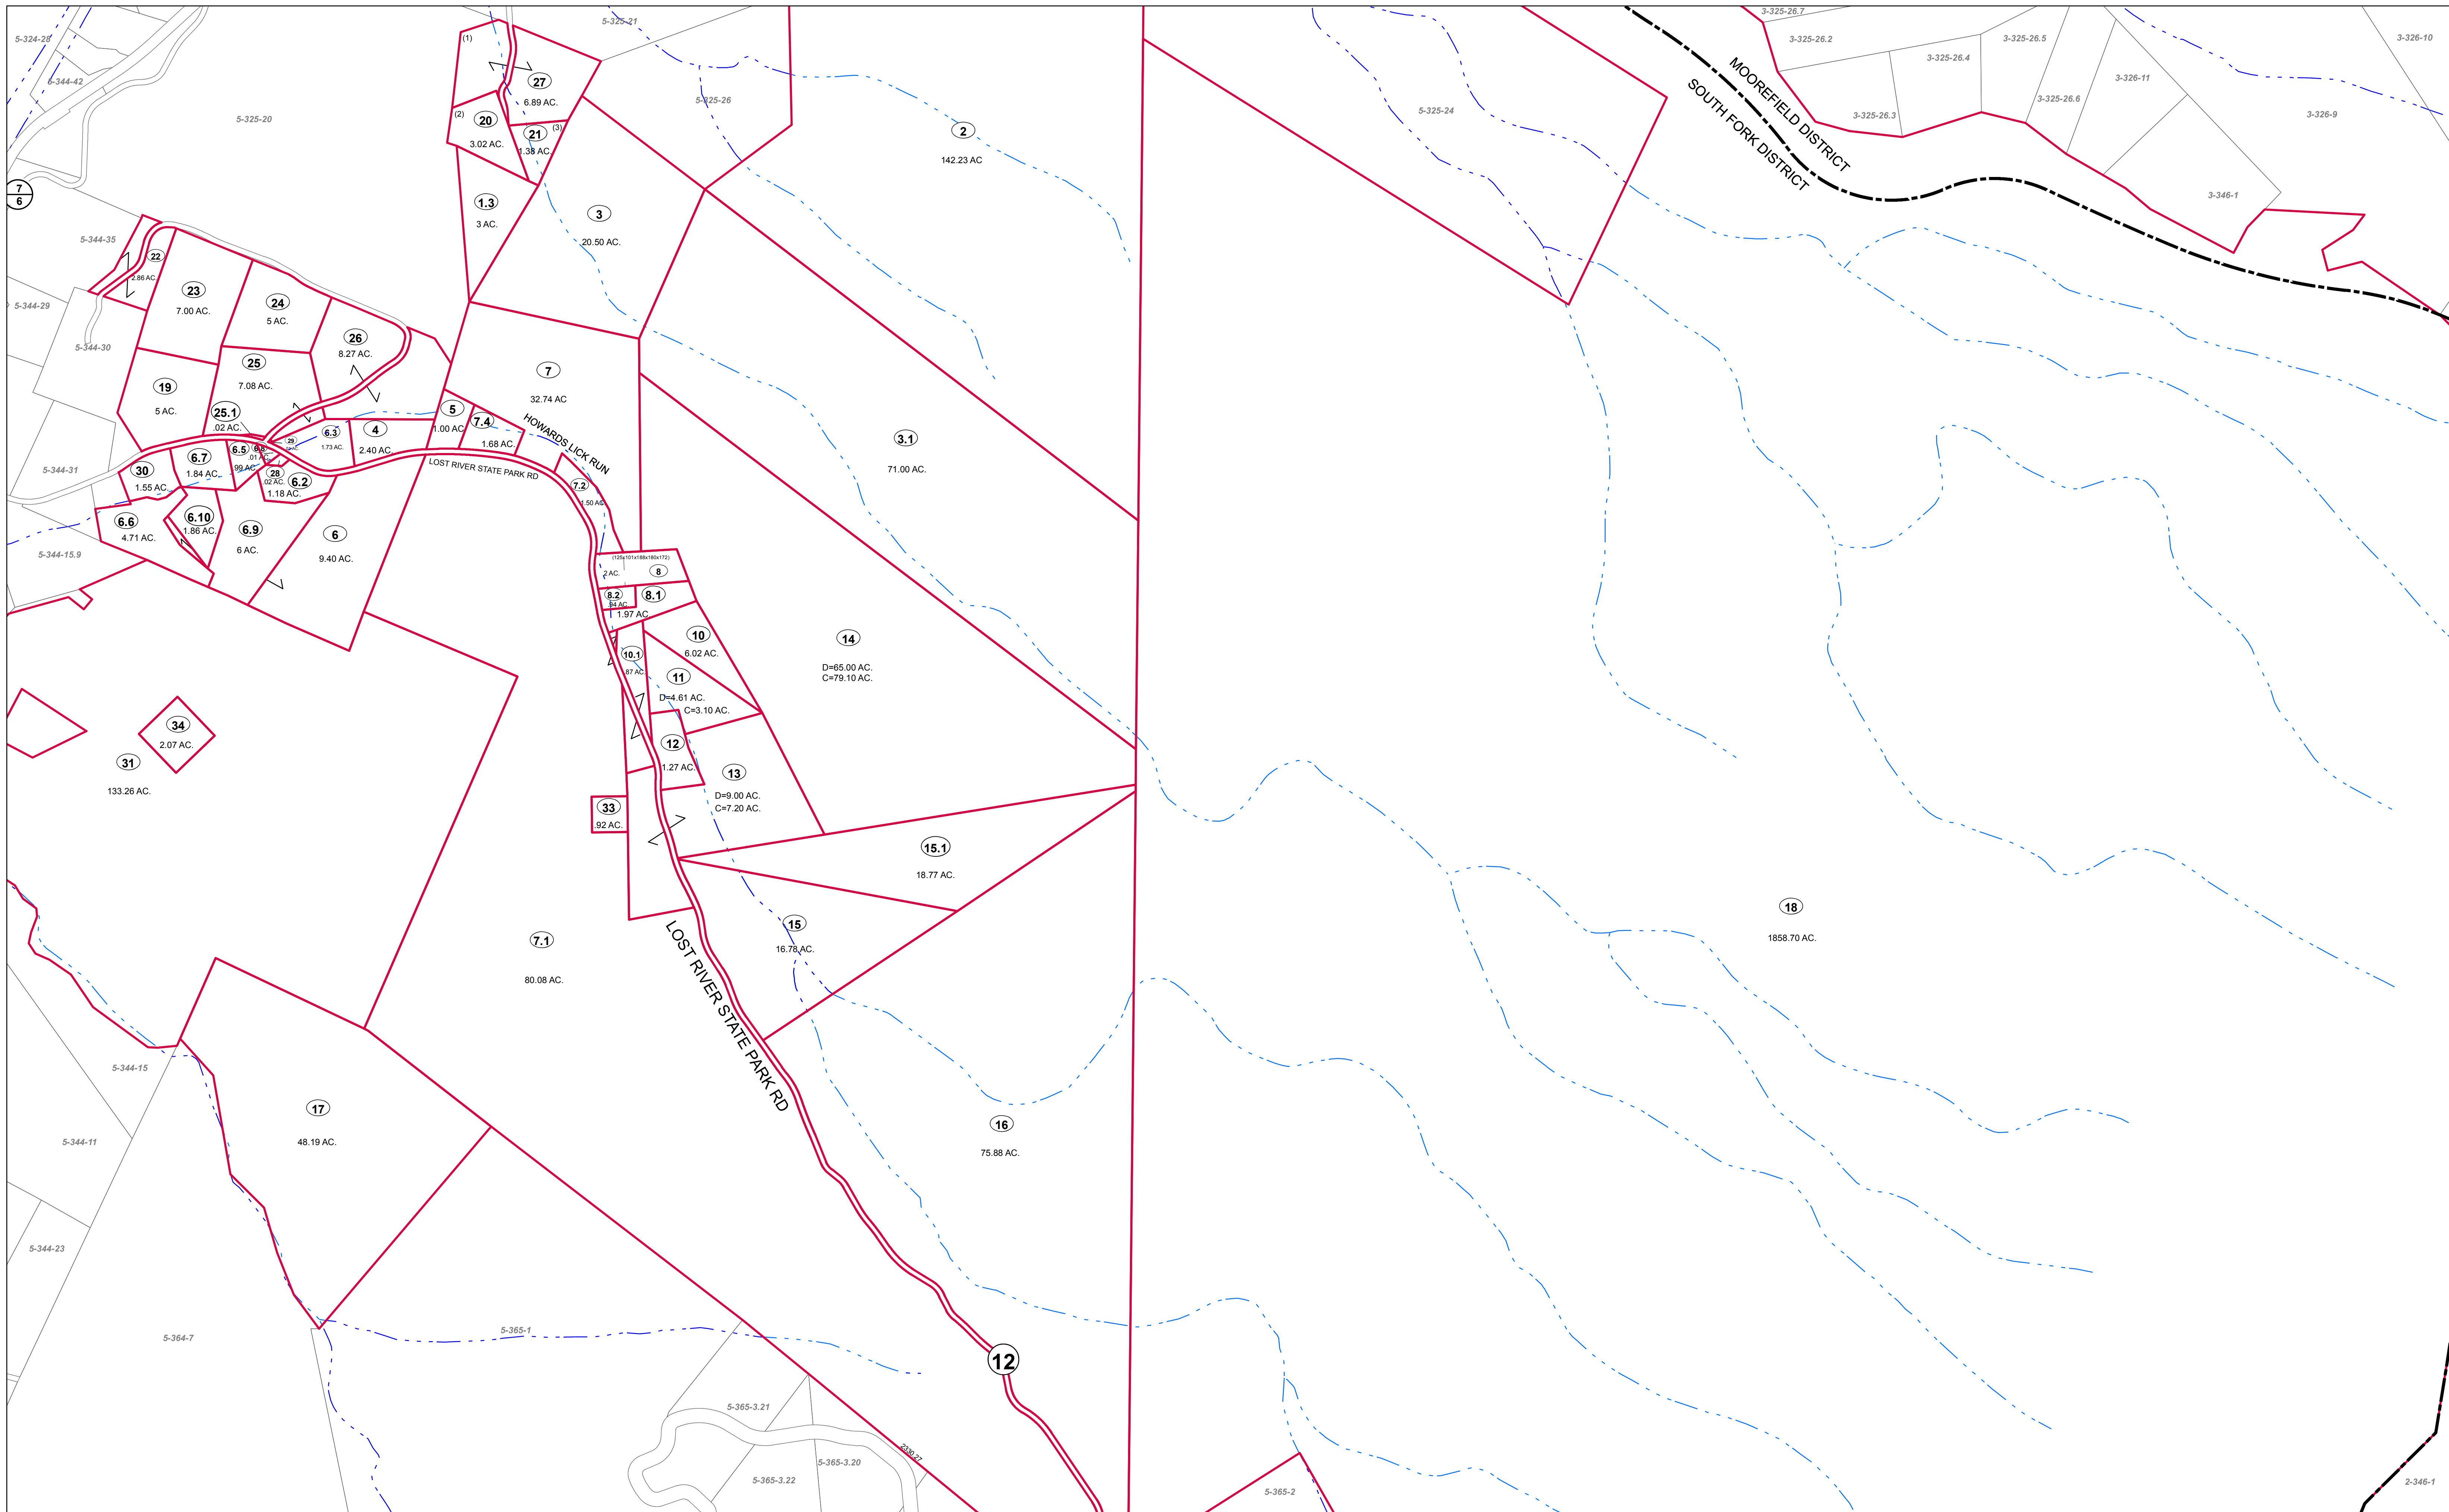 5-324-28
5-344-42
5-325-20
5-325-21
(1)
27
6.89 AC.
(2)
20
3.02 AC.
21
(3)
1.38 AC.
5-325-26
2
142.23 AC
5-325-24
MOOREFIELD DISTRICT
SOUTH FORK DISTRICT
3-325-26.7
3-325-26.2
3-325-26.4
3-325-26.5
3-325-26.3
3-325-26.6
3-326-11
3-326-10
3-326-9
3-346-1
7
6
1.3
3 AC.
3
20.50 AC.
5-344-35
22
2.86 AC.
23
7.00 AC.
24
5 AC.
26
8.27 AC.
5-344-29
5-344-30
25
7.08 AC.
19
5 AC.
25.1
.02 AC.
7
32.74 AC
5
1.00 AC.
7.4
1.68 AC.
HOWARDS LICK RUN
4
2.40 AC.
6.3
1.73 AC.
29
6.5
.99 AC.
.01 AC.
28
.02 AC.
6.2
1.18 AC.
6.7
1.84 AC.
30
1.55 AC.
LOST RIVER STATE PARK RD
7.2
1.50 AC.
3.1
71.00 AC.
5-344-31
6.6
4.71 AC.
6.10
1.86 AC.
6.9
6 AC.
6
9.40 AC.
5-344-15.9
(125x101x188x180x172)
2 AC.
8
8.2
.94 AC.
8.1
1.97 AC.
10
6.02 AC.
10.1
.87 AC.
11
D=4.61 AC.
C=3.10 AC.
14
D=65.00 AC.
C=79.10 AC.
12
1.27 AC.
13
D=9.00 AC.
C=7.20 AC.
34
2.07 AC.
31
133.26 AC.
33
.92 AC.
15.1
18.77 AC.
15
16.78 AC.
7.1
80.08 AC.
LOST RIVER STATE PARK RD
18
1858.70 AC.
5-344-15
17
48.19 AC.
5-344-11
16
75.88 AC.
5-344-23
5-364-7
5-365-1
12
5-365-3.21
2330.27
5-365-3.20
5-365-3.22
5-365-2
2-346-1